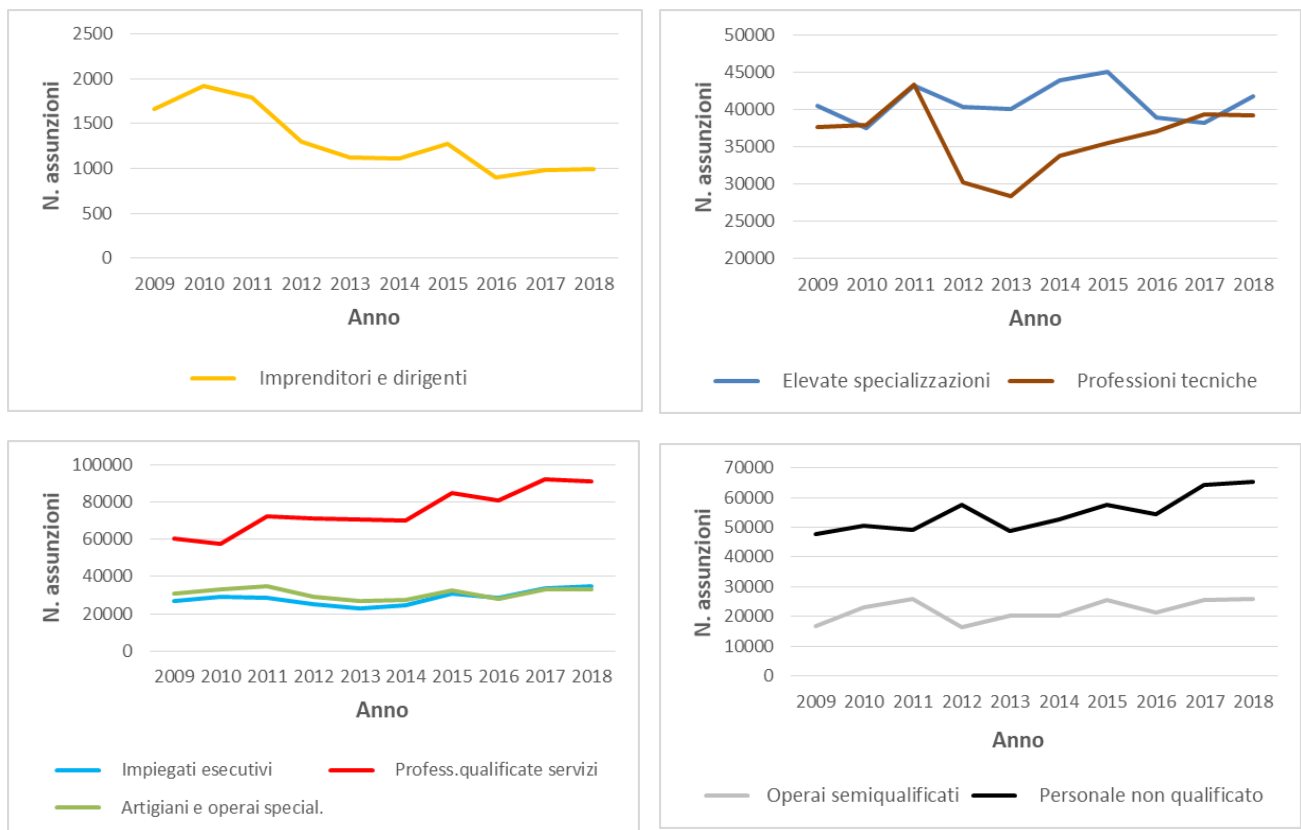 2500
2000
1500
1000
500
0
N. assunzioni
2009 2010 2011 2012 2013 2014 2015 2016 2017 2018
Anno
Imprenditori e dirigenti
50000
45000
40000
35000
30000
25000
20000
N. assunzioni
2009 2010 2011 2012 2013 2014 2015 2016 2017 2018
Anno
Elevate specializzazioni Professioni tecniche
100000
80000
60000
40000
20000
0
N. assunzioni
2009 2010 2011 2012 2013 2014 2015 2016 2017 2018
Anno
Impiegati esecutivi Profess.qualificate servizi
Artigiani e operai special.
70000
60000
50000
40000
30000
20000
10000
0
N. assunzioni
2009 2010 2011 2012 2013 2014 2015 2016 2017 2018
Anno
Operai semiqualificati Personale non qualificato